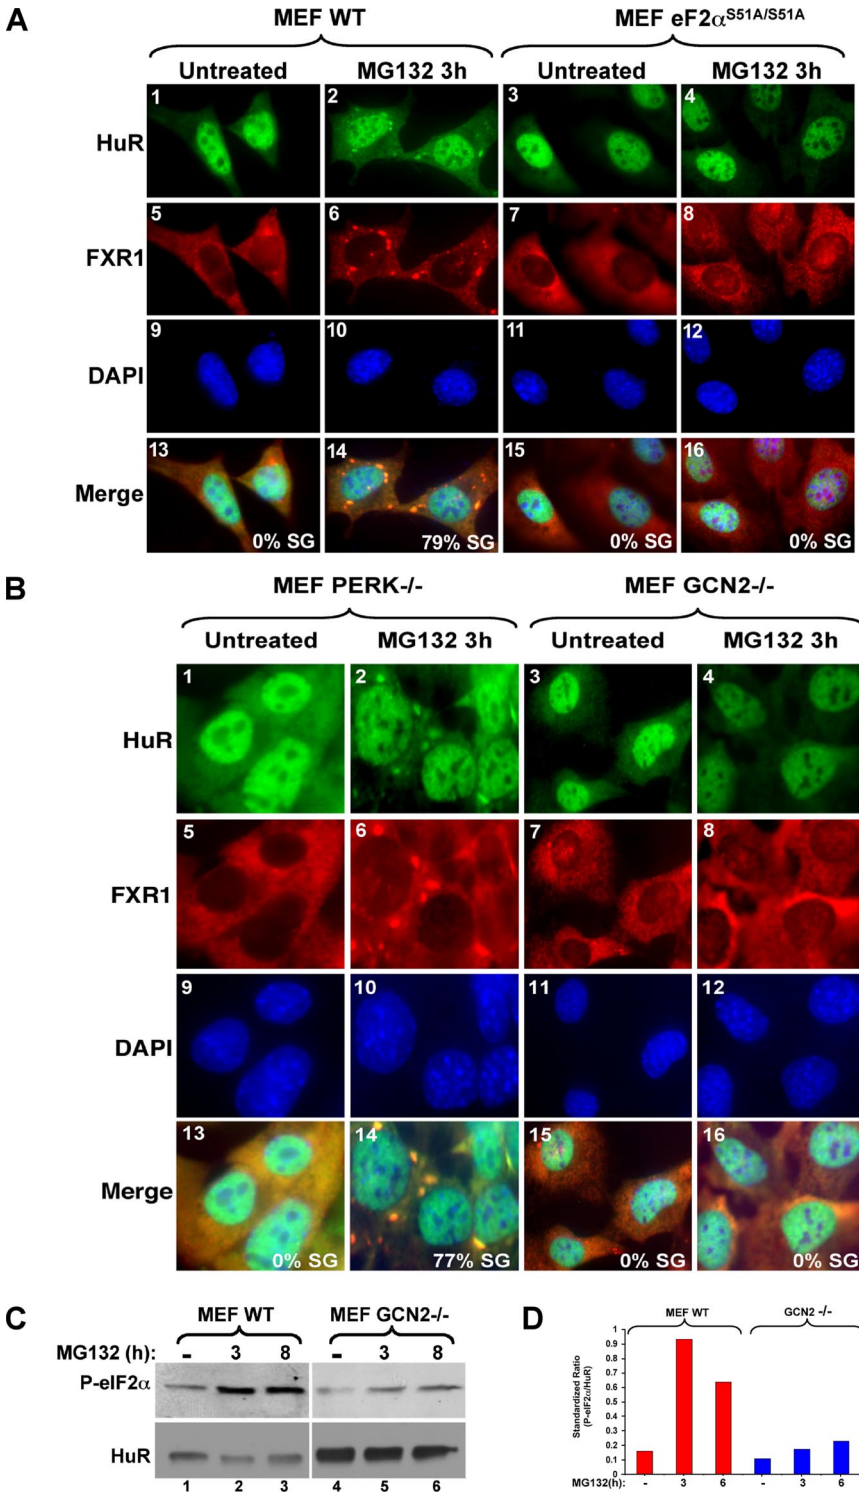 A
MEF WT
MEF eF2α^S51A/S51A
Untreated
MG132 3h
Untreated
MG132 3h
HuR
1
2
3
4
FXR1
5
6
7
8
DAPI
9
10
11
12
Merge
13
14
15
16
0% SG
79% SG
0% SG
0% SG
B
MEF PERK-/-
MEF GCN2-/-
Untreated
MG132 3h
Untreated
MG132 3h
HuR
1
2
3
4
FXR1
5
6
7
8
DAPI
9
10
11
12
Merge
13
14
15
16
0% SG
77% SG
0% SG
0% SG
C
MEF WT
MEF GCN2-/-
MG132 (h): - 3 8 - 3 8
P-eIF2α
HuR
1 2 3 4 5 6
D
MEF WT
GCN2 -/-
Standardized Ratio
(P-eIF2α/HuR)
1
0.9
0.8
0.7
0.6
0.5
0.4
0.3
0.2
0.1
0
MG132(h): - 3 6 - 3 6